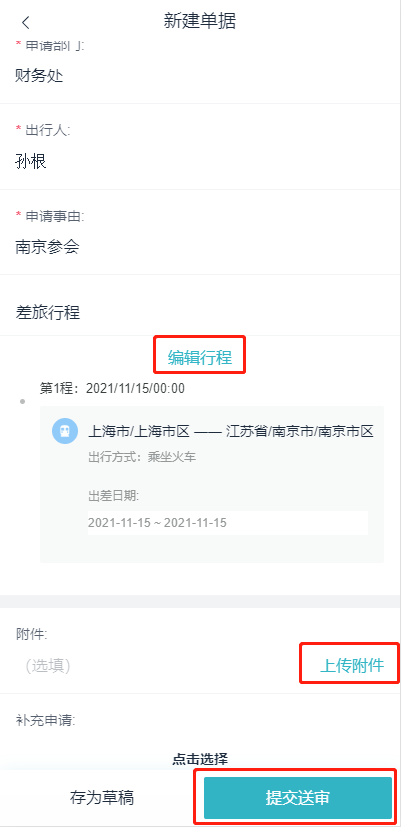 新建单据
* 申请部门:
财务处
* 出行人:
孙根
* 申请事由:
南京参会
差旅行程
编辑行程
第1程：2021/11/15/00:00
上海市/上海市区 —— 江苏省/南京市/南京市区
出行方式：乘坐火车
出差日期:
2021-11-15 ~ 2021-11-15
附件:
（选填）
上传附件
补充申请:
点击选择
存为草稿
提交送审